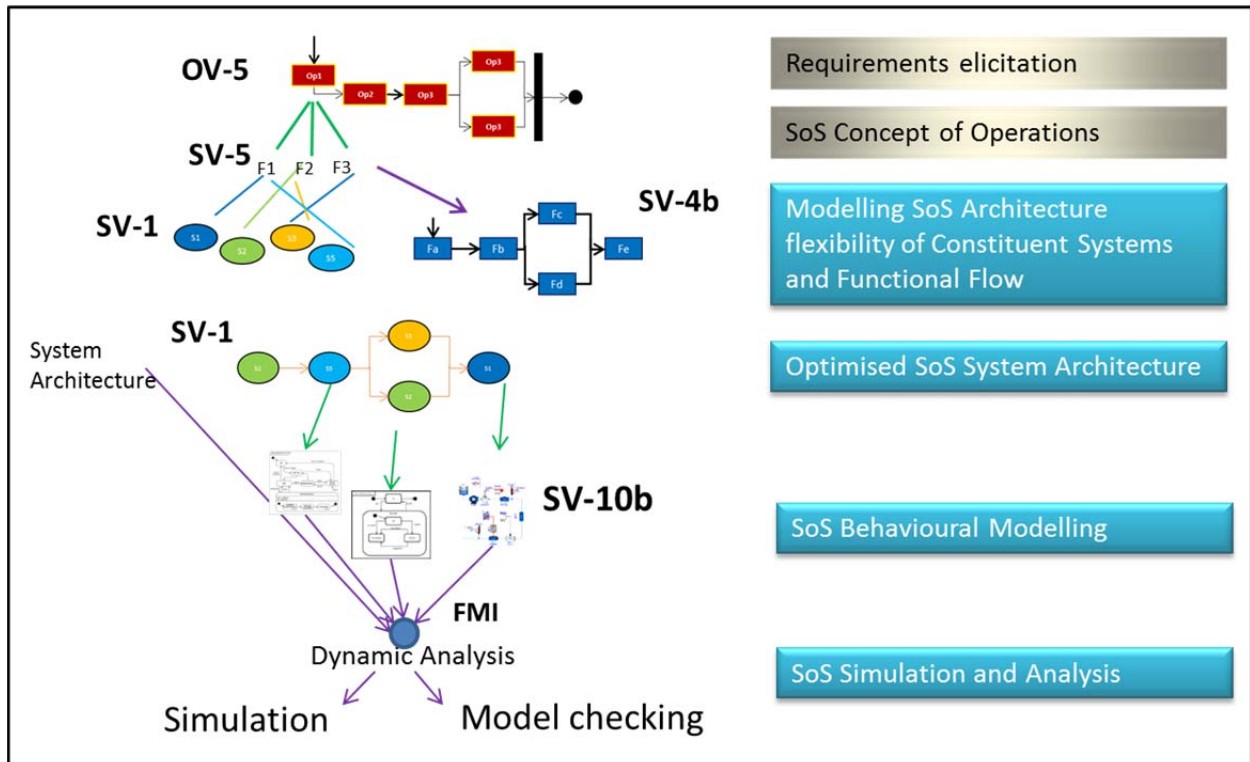 OV-5
Op1
Op2
Op3
Op3
Op3
Requirements elicitation
SoS Concept of Operations
SV-5
F1
F2
F3
SV-1
S1
S2
S3
S5
SV-4b
Fa
Fb
Fc
Fd
Fe
Modelling SoS Architecture
flexibility of Constituent Systems
and Functional Flow
SV-1
System
Architecture
S2
S1
Optimised SoS System Architecture
SV-10b
SoS Behavioural Modelling
FMI
Dynamic Analysis
SoS Simulation and Analysis
Simulation
Model checking